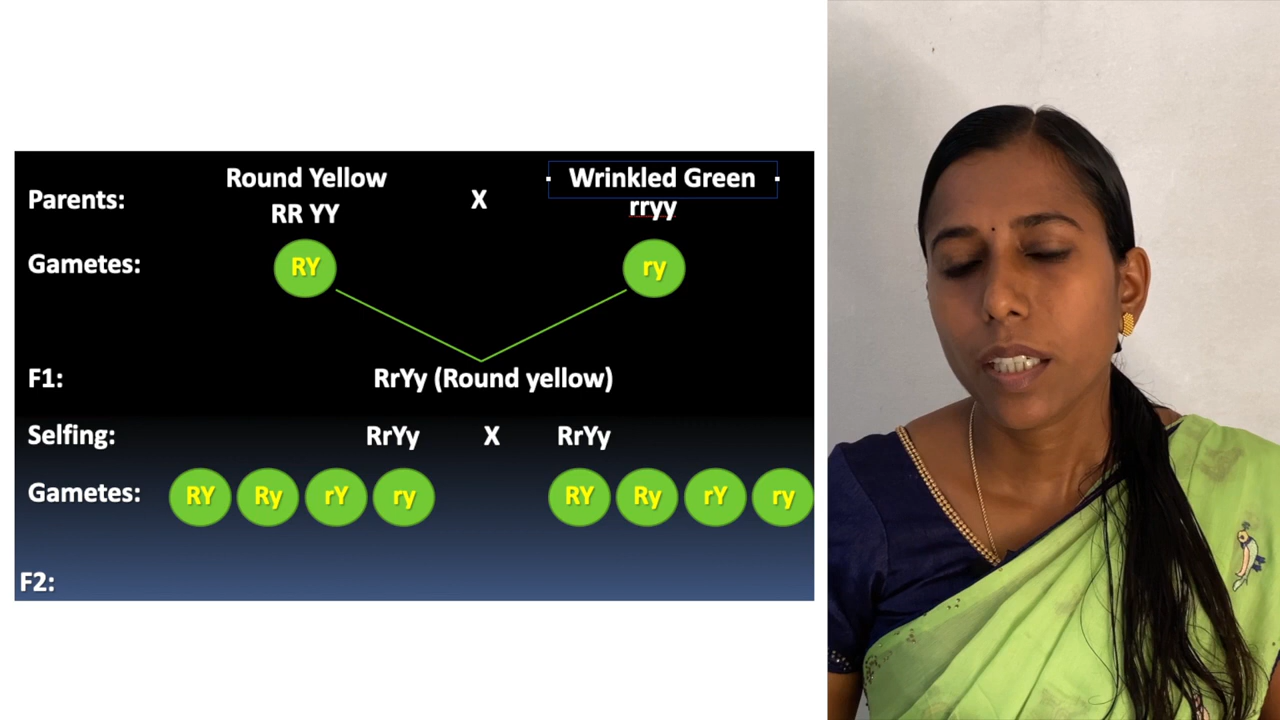 Parents:
Round Yellow
RR YY
X
Wrinkled Green
rryy
Gametes:
RY
ry
F1:
RrYy (Round yellow)
Selfing:
RrYy X RrYy
Gametes:
RY Ry rY ry
RY Ry rY ry
F2: